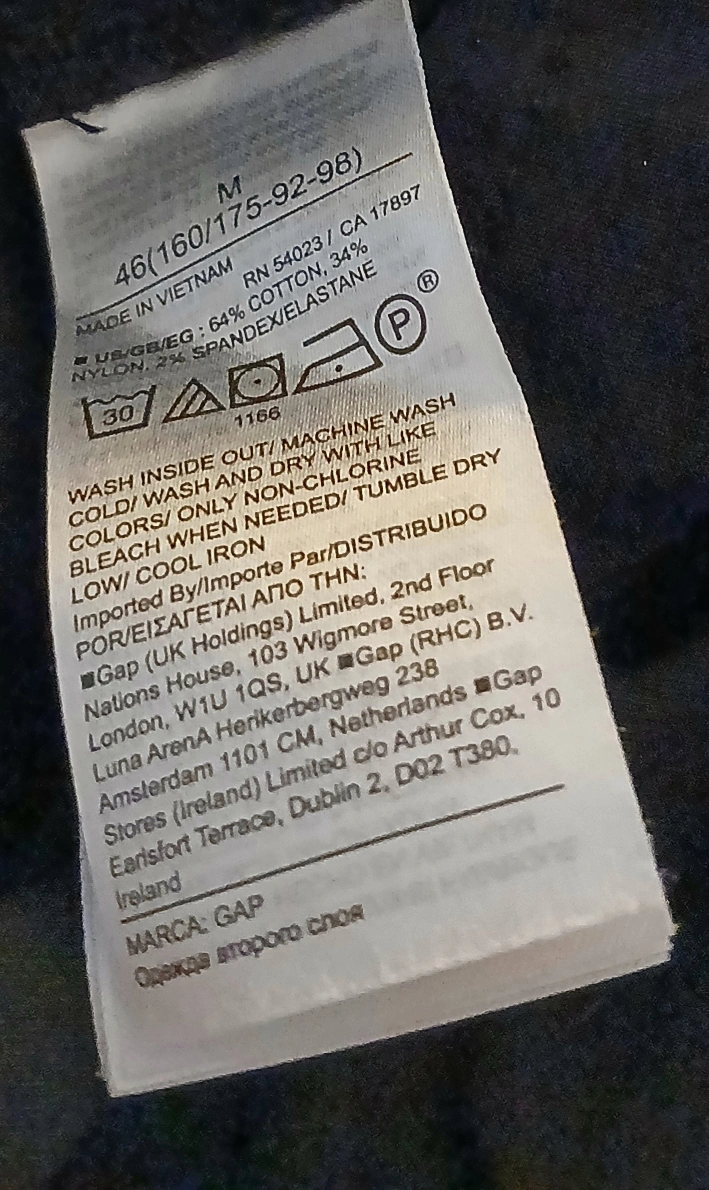 M
46(160/175-92-98)
MADE IN VIETNAM RN 54023 / CA 17897
■ US/GB/EG : 64% COTTON, 34%
NYLON, 2% SPANDEX/ELASTANE
30 P ®
1166
WASH INSIDE OUT/ MACHINE WASH
COLD/ WASH AND DRY WITH LIKE
COLORS/ ONLY NON-CHLORINE
BLEACH WHEN NEEDED/ TUMBLE DRY
LOW/ COOL IRON
Imported By/Importe Par/DISTRIBUIDO
POR/ΕΙΣΑΓΕΤΑΙ ΑΠΟ ΤΗΝ:
■Gap (UK Holdings) Limited, 2nd Floor
Nations House, 103 Wigmore Street,
London, W1U 1QS, UK ■Gap (RHC) B.V.
Luna ArenA Herikerbergweg 238
Amsterdam 1101 CM, Netherlands ■Gap
Stores (Ireland) Limited c/o Arthur Cox, 10
Earlsfort Terrace, Dublin 2, D02 T380,
Ireland
MARCA: GAP
Одежда второго слоя